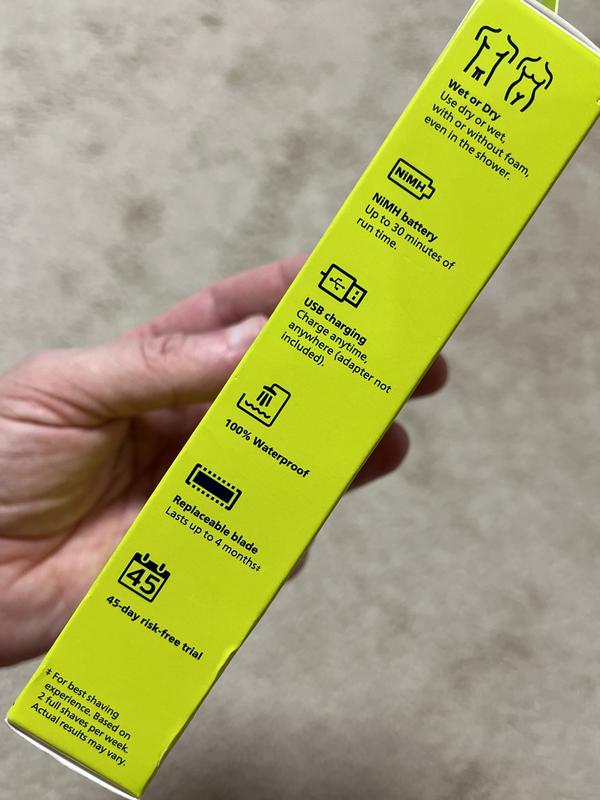 Wet or Dry
Use dry or wet,
with or without foam,
even in the shower.
NiMH
NiMH battery
Up to 30 minutes of
run time.
USB charging
Charge anytime,
anywhere (adapter not
included).
100% Waterproof
Replaceable blade
Lasts up to 4 months‡
45
45-day risk-free trial
‡ For best shaving
experience. Based on
2 full shaves per week.
Actual results may vary.